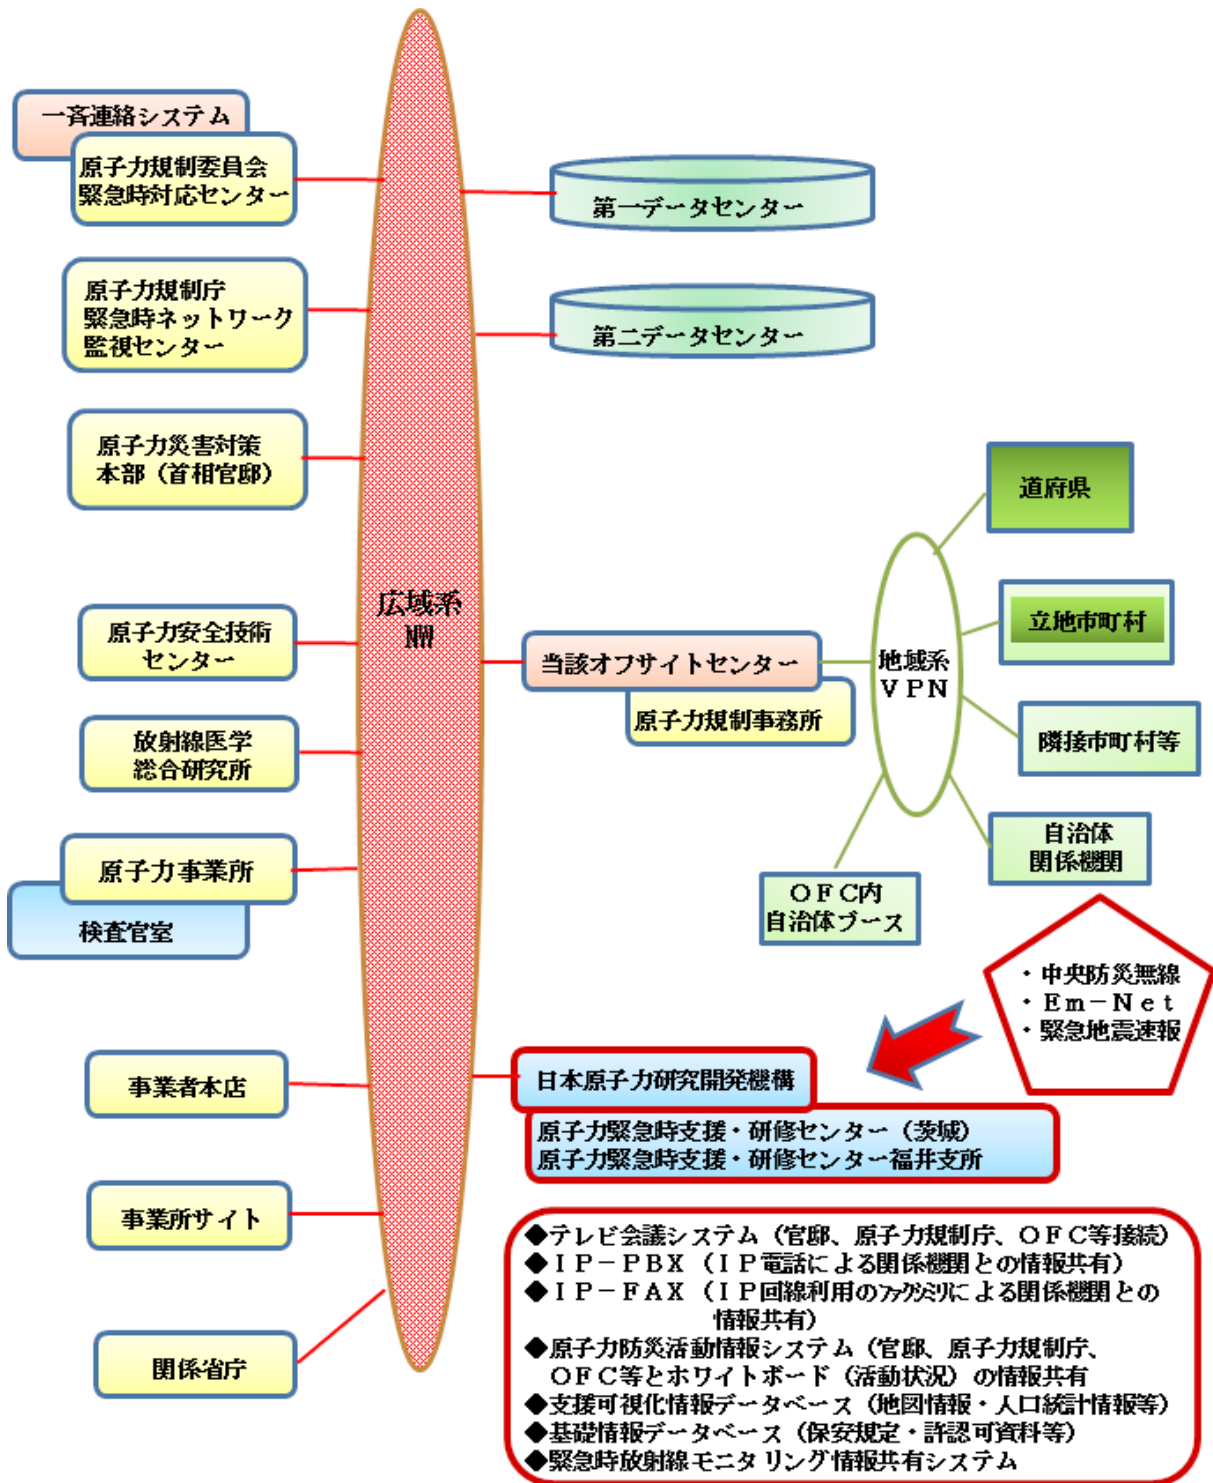 一斉連絡システム
原子力規制委員会
緊急時対応センター
原子力規制庁
緊急時ネットワーク
監視センター
原子力災害対策
本部（首相官邸）
原子力安全技術
センター
放射線医学
総合研究所
原子力事業所
検査官室
事業者本店
事業所サイト
関係省庁
広域系
NW
第一データセンター
第二データセンター
当該オフサイトセンター
原子力規制事務所
地域系
ＶＰＮ
道府県
立地市町村
隣接市町村等
自治体
関係機関
ＯＦＣ内
自治体ブース
・中央防災無線
・Ｅｍ－Ｎｅｔ
・緊急地震速報
日本原子力研究開発機構
原子力緊急時支援・研修センター（茨城）
原子力緊急時支援・研修センター福井支所
◆テレビ会議システム（官邸、原子力規制庁、ＯＦＣ等接続）
◆ＩＰ－ＰＢＸ（ＩＰ電話による関係機関との情報共有）
◆ＩＰ－ＦＡＸ（ＩＰ回線利用のﾌｧｸｼﾐﾘによる関係機関との
情報共有）
◆原子力防災活動情報システム（官邸、原子力規制庁、
ＯＦＣ等とホワイトボード（活動状況）の情報共有
◆支援可視化情報データベース（地図情報・人口統計情報等）
◆基礎情報データベース（保安規定・許認可資料等）
◆緊急時放射線モニタリング情報共有システム